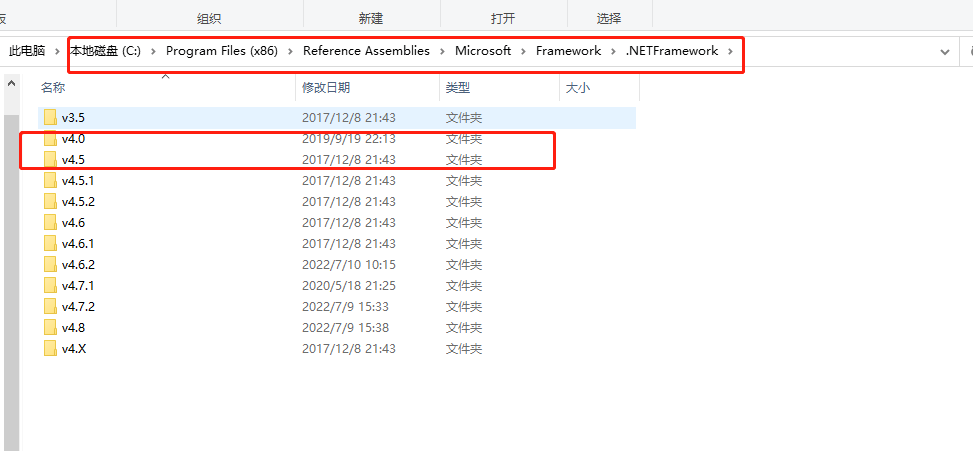 组织 新建 打开 选择
此电脑 本地磁盘 (C:) Program Files (x86) Reference Assemblies Microsoft Framework .NETFramework
名称 修改日期 类型 大小
v3.5 2017/12/8 21:43 文件夹
v4.0 2019/9/19 22:13 文件夹
v4.5 2017/12/8 21:43 文件夹
v4.5.1 2017/12/8 21:43 文件夹
v4.5.2 2017/12/8 21:43 文件夹
v4.6 2017/12/8 21:43 文件夹
v4.6.1 2017/12/8 21:43 文件夹
v4.6.2 2022/7/10 10:15 文件夹
v4.7.1 2020/5/18 21:25 文件夹
v4.7.2 2022/7/9 15:33 文件夹
v4.8 2022/7/9 15:38 文件夹
v4.X 2017/12/8 21:43 文件夹